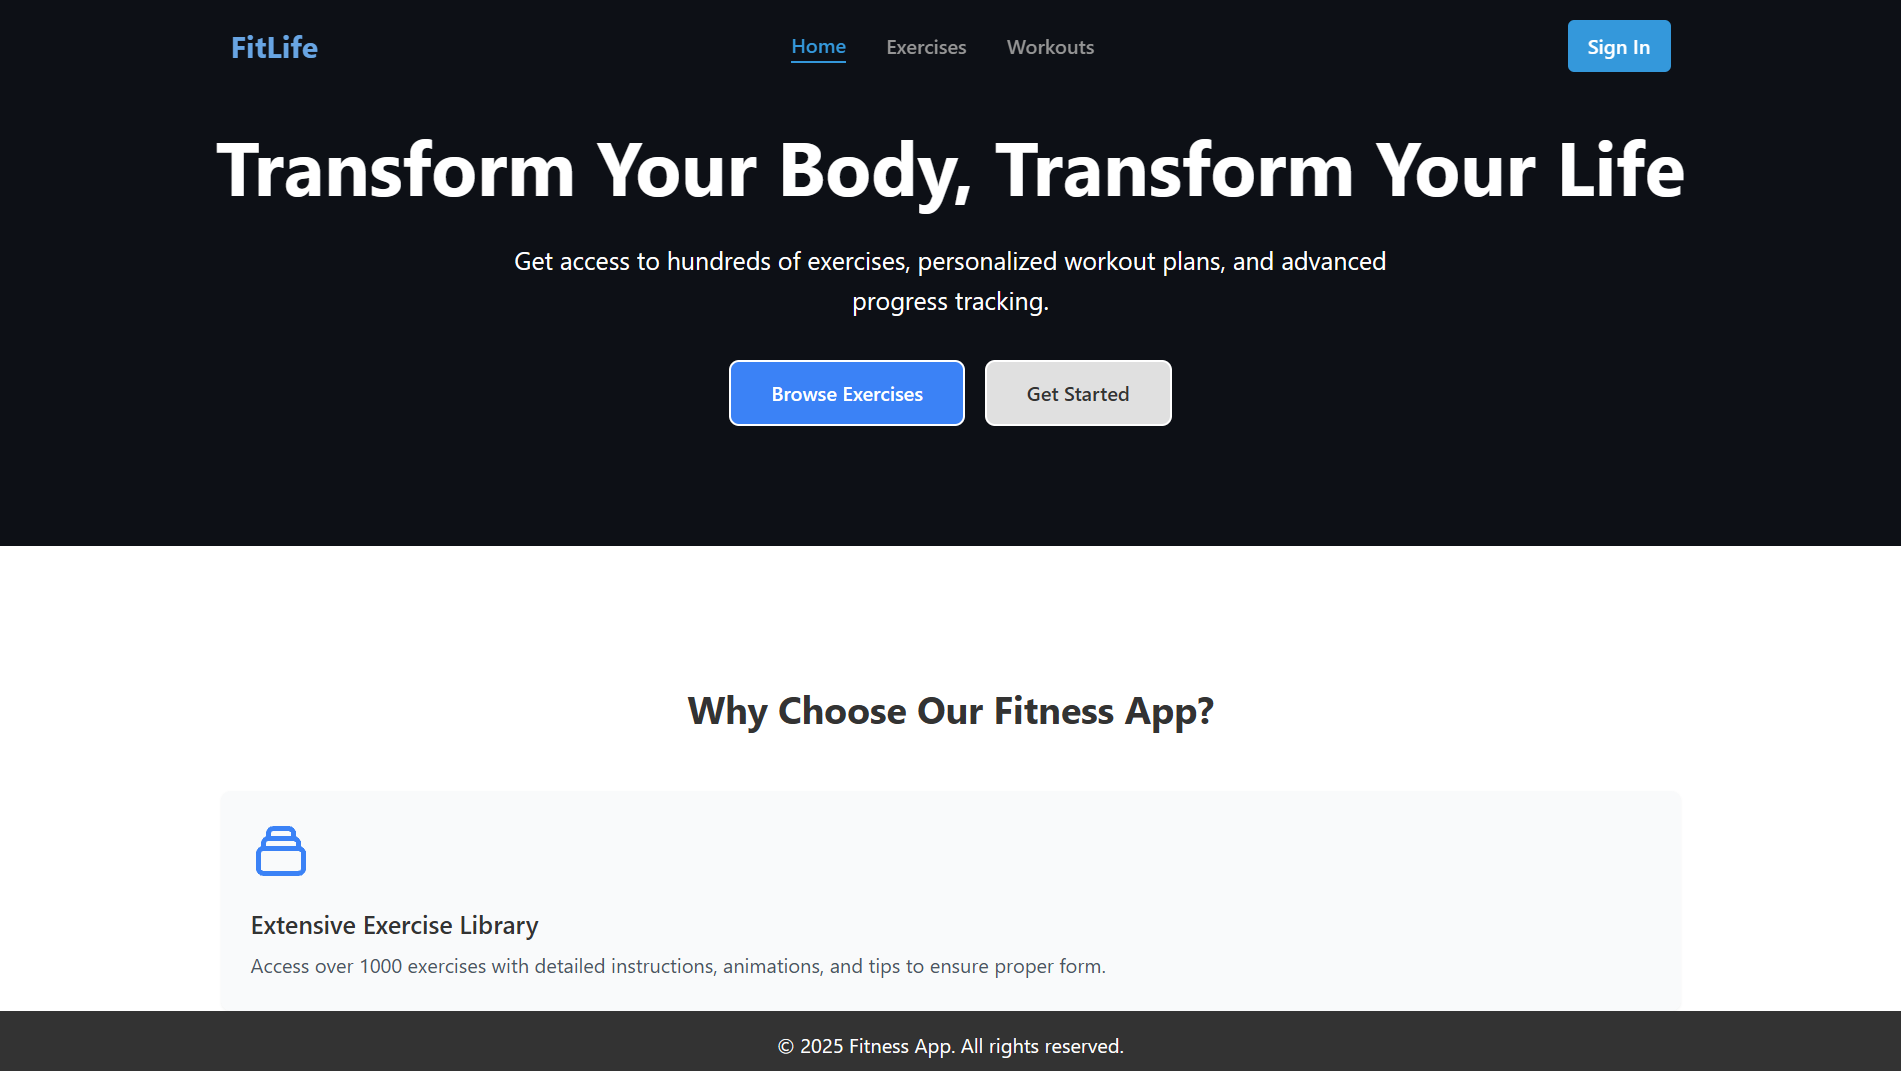 FitLife
Home
Exercises
Workouts
Sign In
Transform Your Body, Transform Your Life
Get access to hundreds of exercises, personalized workout plans, and advanced
progress tracking.
Browse Exercises
Get Started
Why Choose Our Fitness App?
Extensive Exercise Library
Access over 1000 exercises with detailed instructions, animations, and tips to ensure proper form.
© 2025 Fitness App. All rights reserved.